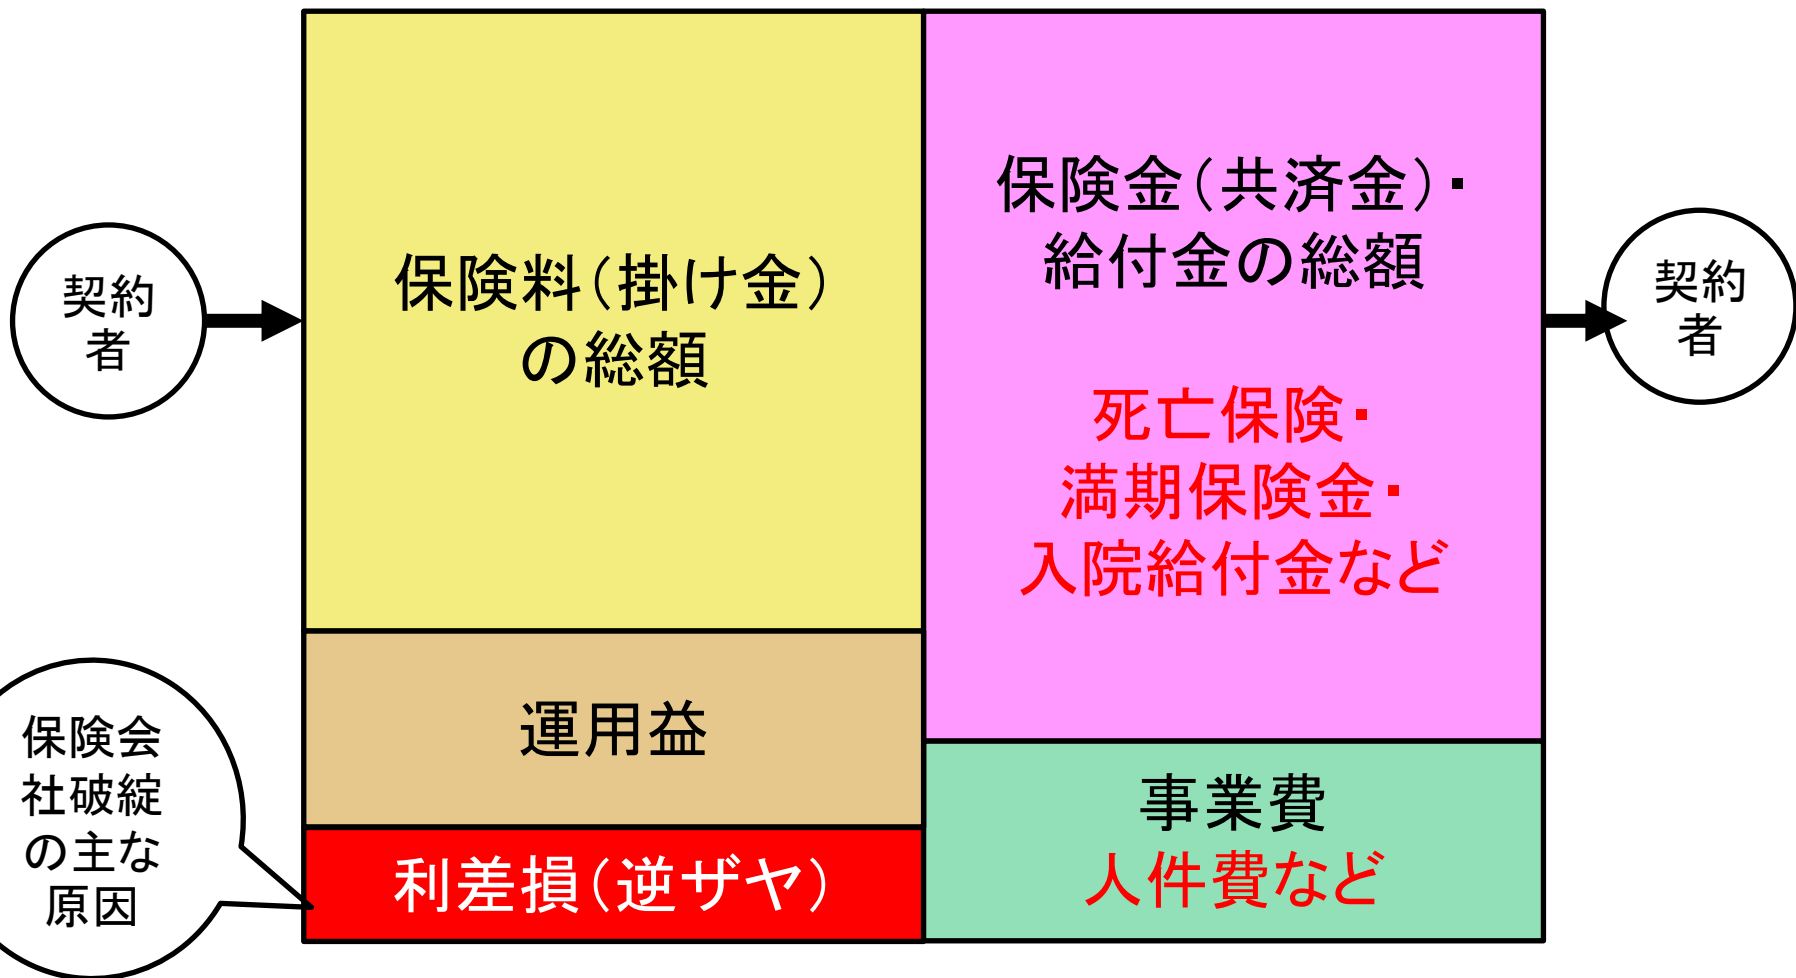 契約
者
保険料（掛け金）
の総額
運用益
利差損（逆ザヤ）
保険会
社破綻
の主な
原因
保険金（共済金）・
給付金の総額
死亡保険・
満期保険金・
入院給付金など
事業費
人件費など
契約
者